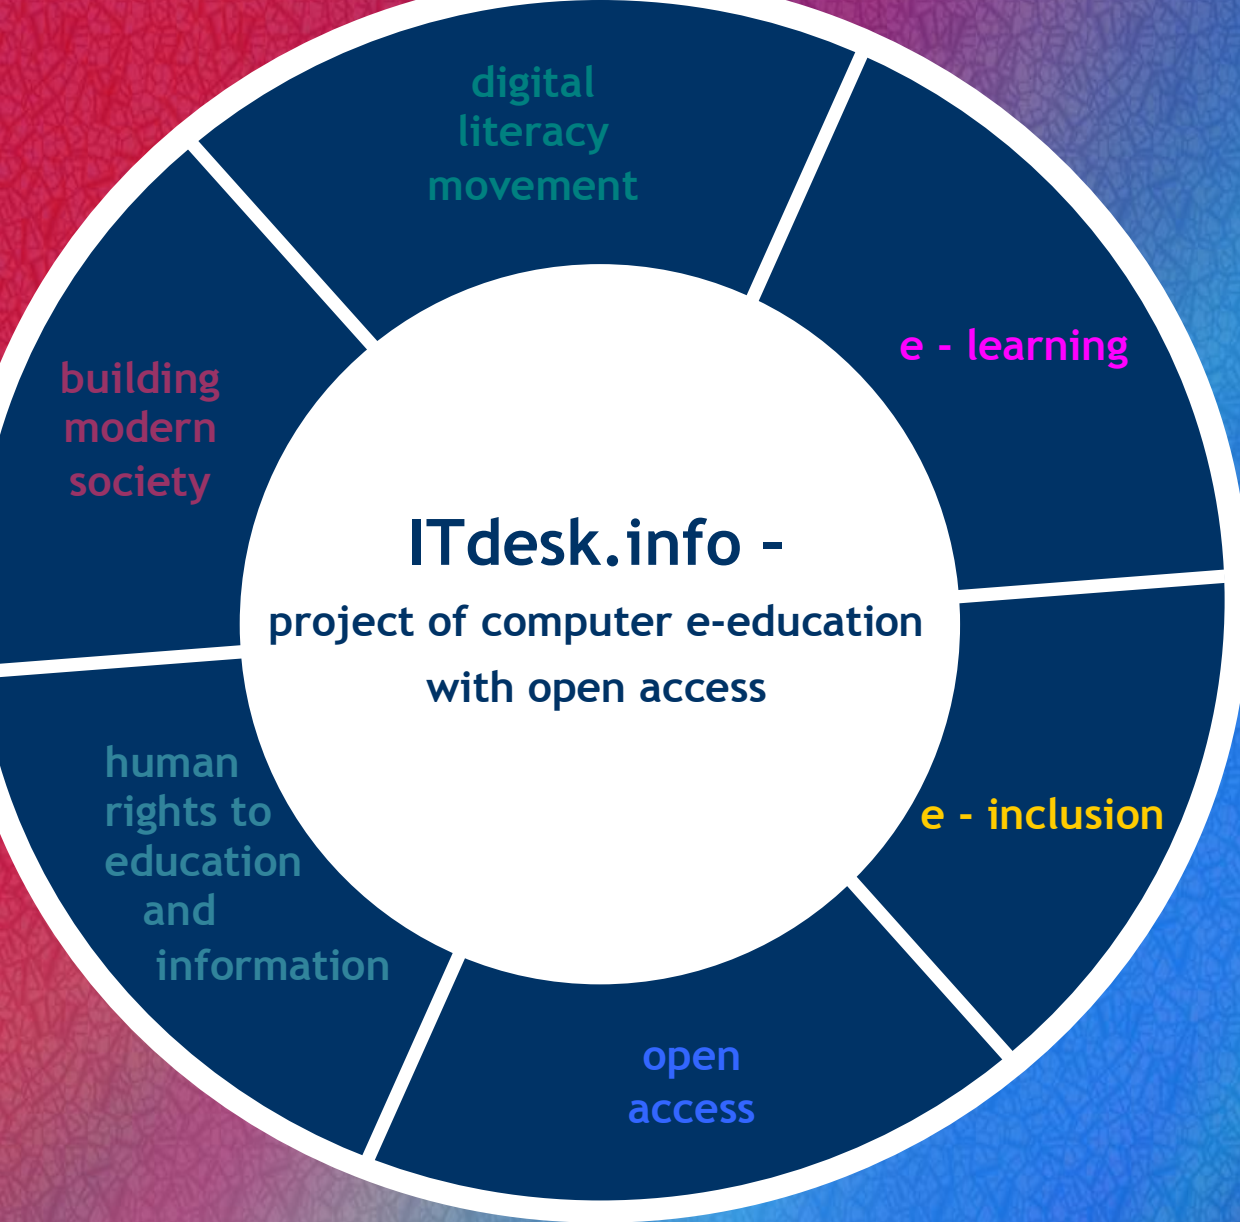 digital
literacy
movement
e - learning
building
modern
society
ITdesk.info –
project of computer e-education
with open access
human
rights to
education
and
information
e - inclusion
open
access